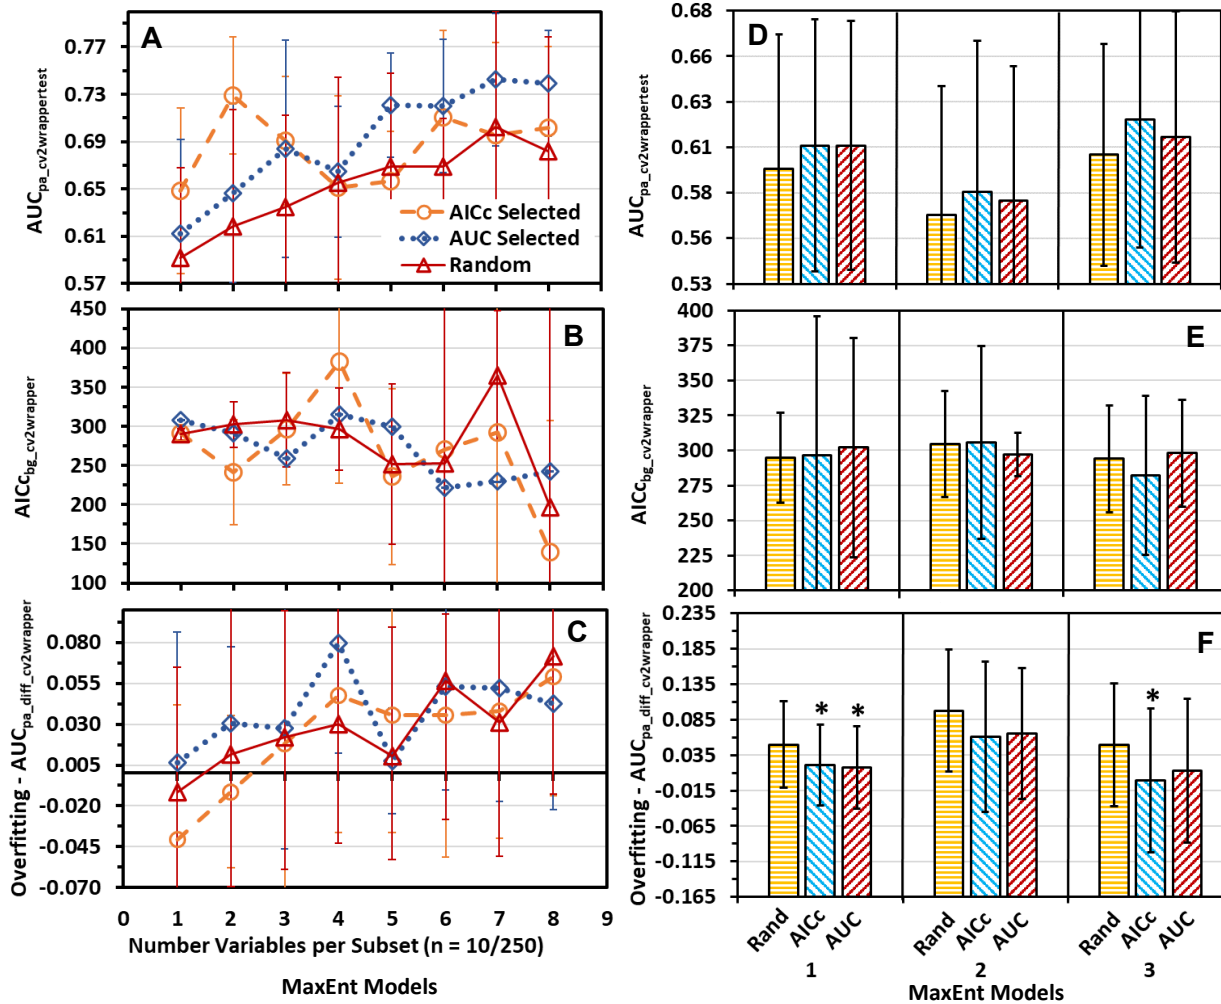 A
AUCpa_cv2wrappertest
0.77
0.73
0.69
0.65
0.61
0.57
AICc Selected
AUC Selected
Random
B
AICcbg_cv2wrapper
450
400
350
300
250
200
150
100
C
Overfitting - AUCpa_diff_cv2wrapper
0.080
0.055
0.030
0.005
-0.020
-0.045
-0.070
0 1 2 3 4 5 6 7 8 9
Number Variables per Subset (n = 10/250)
MaxEnt Models
D
AUCpa_cv2wrappertest
0.68
0.66
0.63
0.61
0.58
0.56
0.53
E
AICcbg_cv2wrapper
400
375
350
325
300
275
250
225
200
F
Overfitting - AUCpa_diff_cv2wrapper
0.235
0.185
0.135
0.085
0.035
-0.015
-0.065
-0.115
-0.165
* * *
Rand AICc AUC Rand AICc AUC Rand AICc AUC
1 2 3
MaxEnt Models